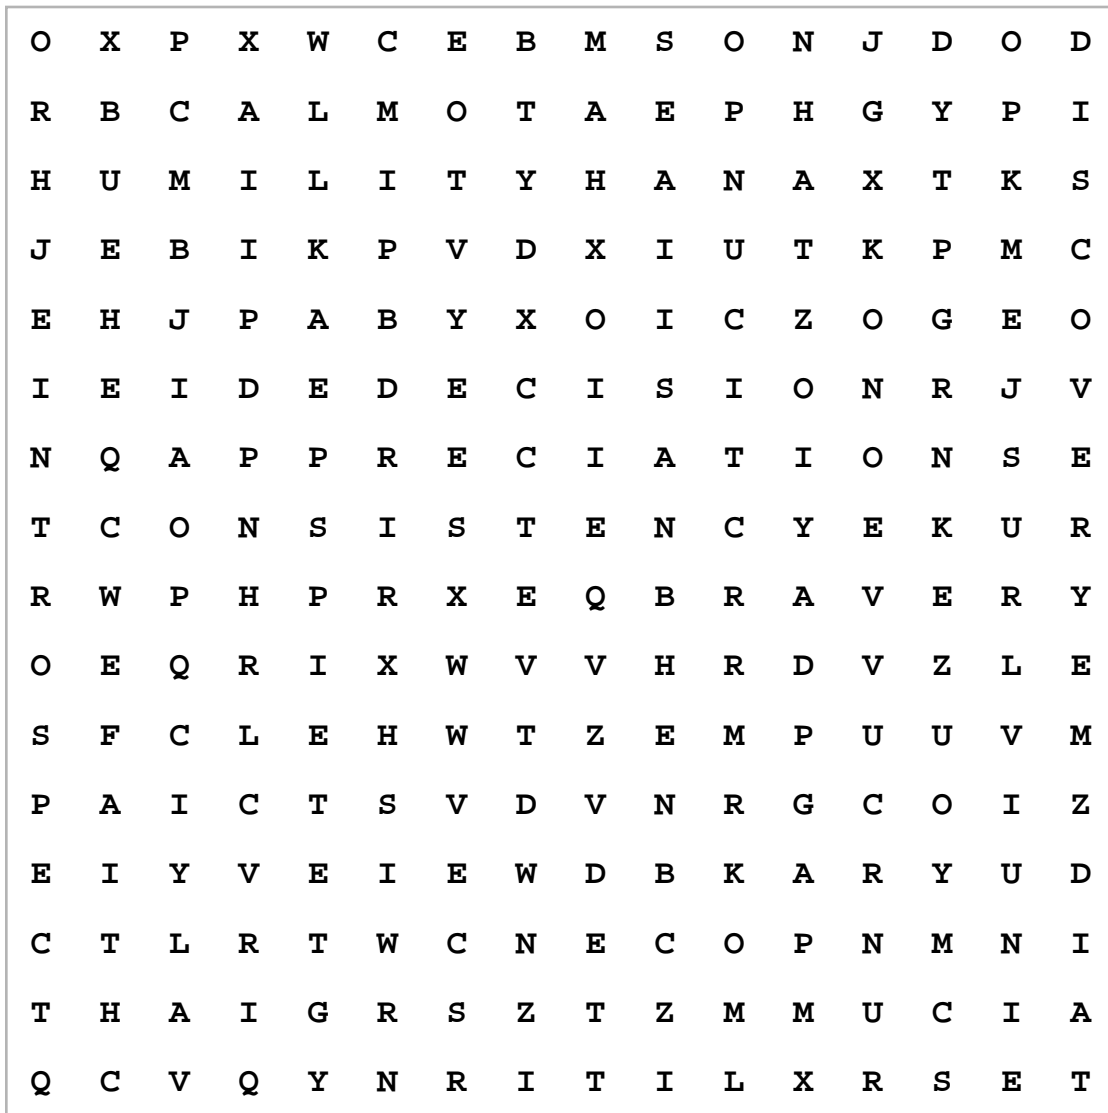 O X P X W C E B M S O N J D O D
R B C A L M O T A E P H G Y P I
H U M I L I T Y H A N A X T K S
J E B I K P V D X I U T K P M C
E H J P A B Y X O I C Z O G E O
I E I D E D E C I S I O N R J V
N Q A P P R E C I A T I O N S E
T C O N S I S T E N C Y E K U R
R W P H P R X E Q B R A V E R Y
O E Q R I X W V V H R D V Z L E
S F C L E H W T Z E M P U U V M
P A I C T S V D V N R G C O I Z
E I Y V E I E W D B K A R Y U D
C T L R T W C N E C O P N M N I
T H A I G R S Z T Z M M U C I A
Q C V Q Y N R I T I L X R S E T